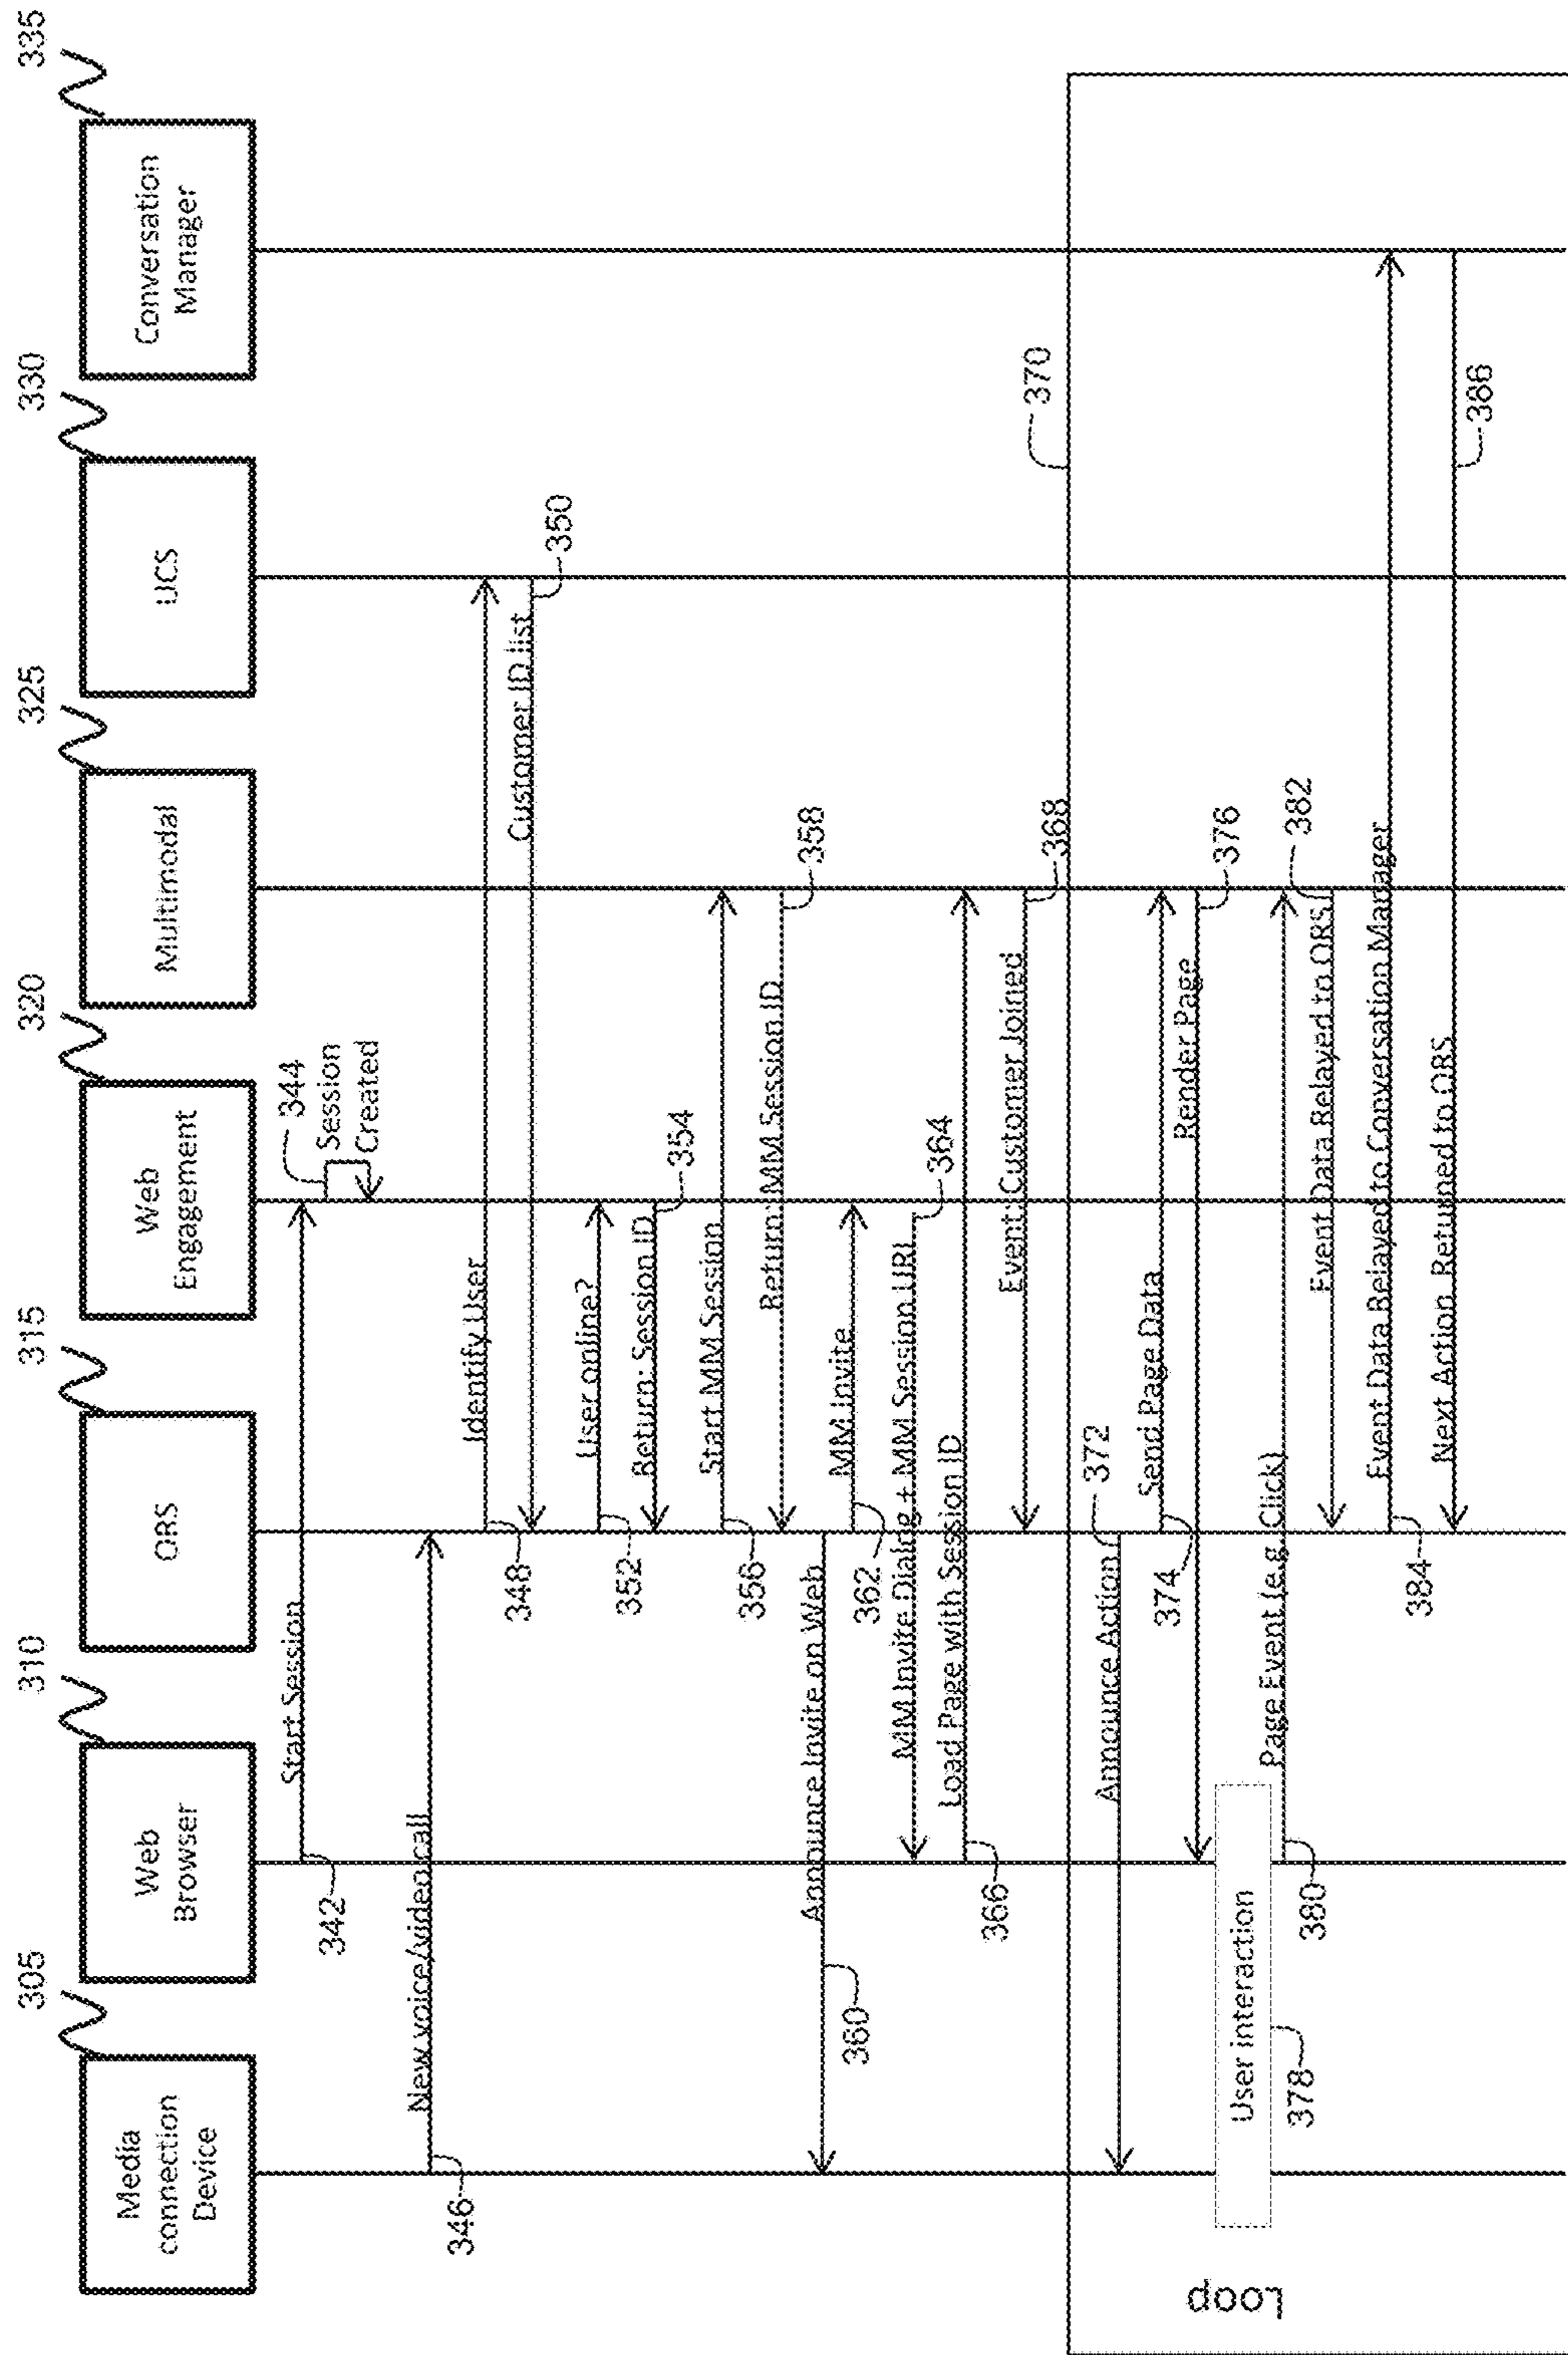 305
310
315
320
325
330
335
Media
connection
Device
Web
Browser
ORS
Web
Engagement
Multimodal
UCS
Conversation
Manager
Start Session
342
344
Session
Created
New voice/video call
346
Identify User
348
Customer ID list
350
User online?
352
Return: Session ID
354
Start MM Session
356
Return: MM Session ID
358
Announce Invite on Web
360
MM Invite
362
MM Invite Dialog + MM Session URL
364
Load Page with Session ID
366
Event: Customer Joined
368
370
Loop
Announce Action
372
Send Page Data
374
Render Page
376
User interaction
378
Page Event (e.g. Click)
380
Event Data Relayed to ORS
382
Event Data Relayed to Conversation Manager
384
Next Action Returned to ORS
386